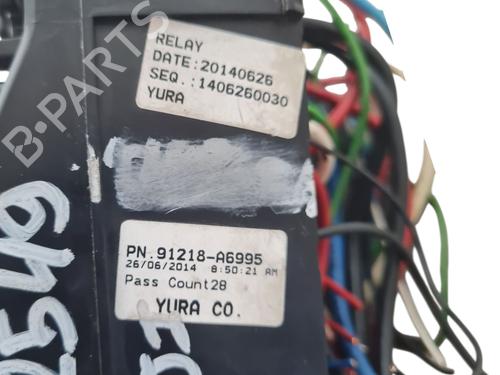 RELAY
DATE:20140626
SEQ.:1406260030
YURA
B-PARTS
PN.91218-A6995
26/06/2014 8:50:21 AM
Pass Count28
YURA CO.